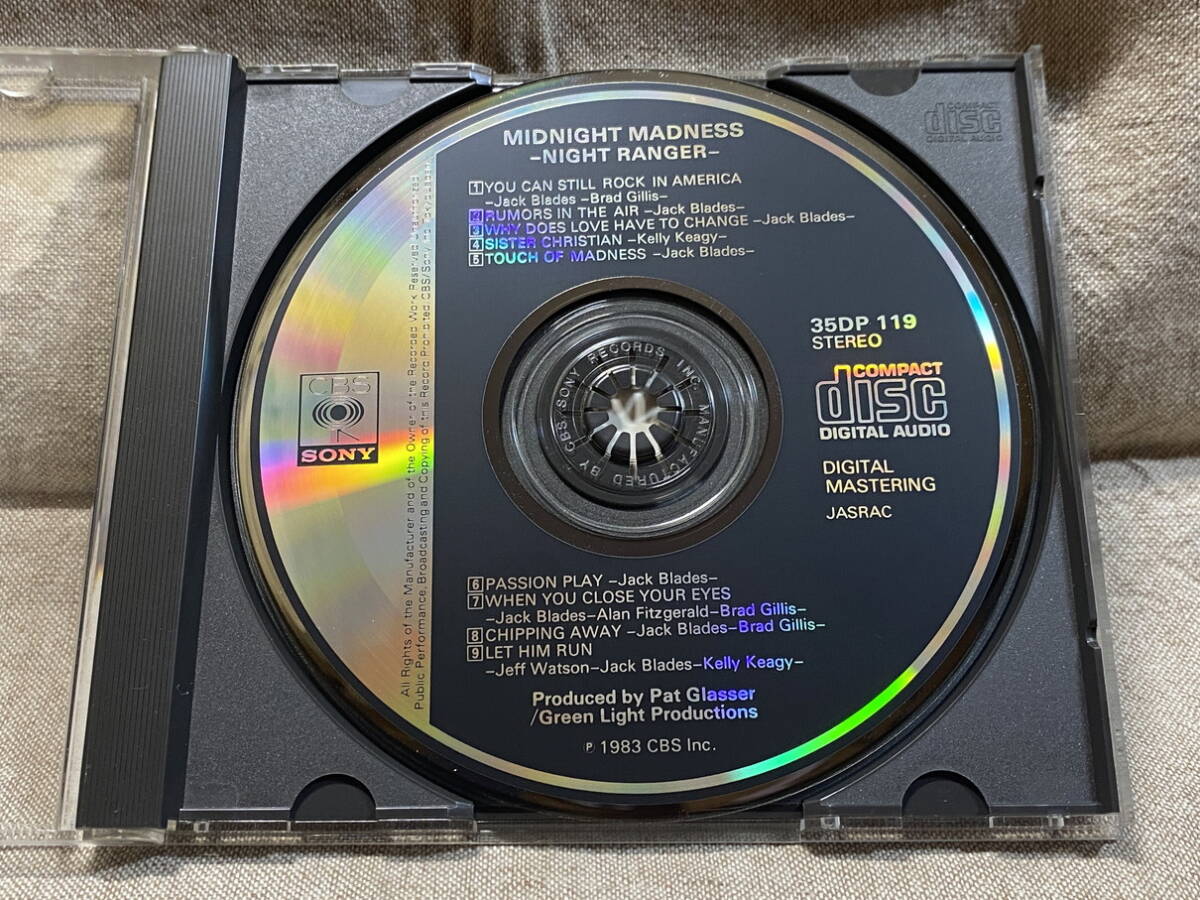 MIDNIGHT MADNESS
–NIGHT RANGER–
1 YOU CAN STILL ROCK IN AMERICA
–Jack Blades –Brad Gillis–
2 RUMORS IN THE AIR –Jack Blades–
3 WHY DOES LOVE HAVE TO CHANGE –Jack Blades–
4 SISTER CHRISTIAN –Kelly Keagy–
5 TOUCH OF MADNESS –Jack Blades–
35DP 119
STEREO
COMPACT
disc
DIGITAL AUDIO
DIGITAL
MASTERING
JASRAC
CBS
SONY
6 PASSION PLAY –Jack Blades–
7 WHEN YOU CLOSE YOUR EYES
–Jack Blades–Alan Fitzgerald–Brad Gillis–
8 CHIPPING AWAY –Jack Blades–Brad Gillis–
9 LET HIM RUN
–Jeff Watson–Jack Blades–Kelly Keagy–
Produced by Pat Glasser
/Green Light Productions
℗ 1983 CBS Inc.
All Rights of the Manufacturer and of the Owner of the Recorded Work Reserved
Public Performance, Broadcasting and Copying of this Record Prohibited CBS/Sony
MANUFACTURED BY CBS/SONY RECORDS INC.
COMPACT
disc
DIGITAL AUDIO